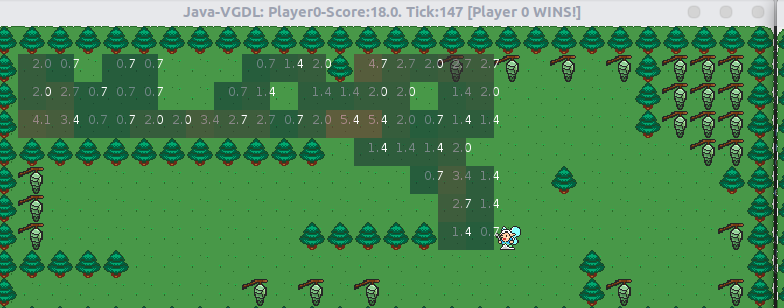 Java-VGDL: Player0-Score:18.0. Tick:147 [Player 0 WINS!]
2.0 0.7 0.7 0.7 0.7 1.4 2.0 4.7 2.7 2.0 2.7 2.7
2.0 2.7 0.7 0.7 0.7 0.7 1.4 1.4 1.4 2.0 2.0 1.4 2.0
4.1 3.4 0.7 0.7 2.0 2.0 3.4 2.7 2.7 0.7 2.0 5.4 5.4 2.0 0.7 1.4 1.4
1.4 1.4 1.4 2.0
0.7 3.4 1.4
2.7 1.4
1.4 0.7